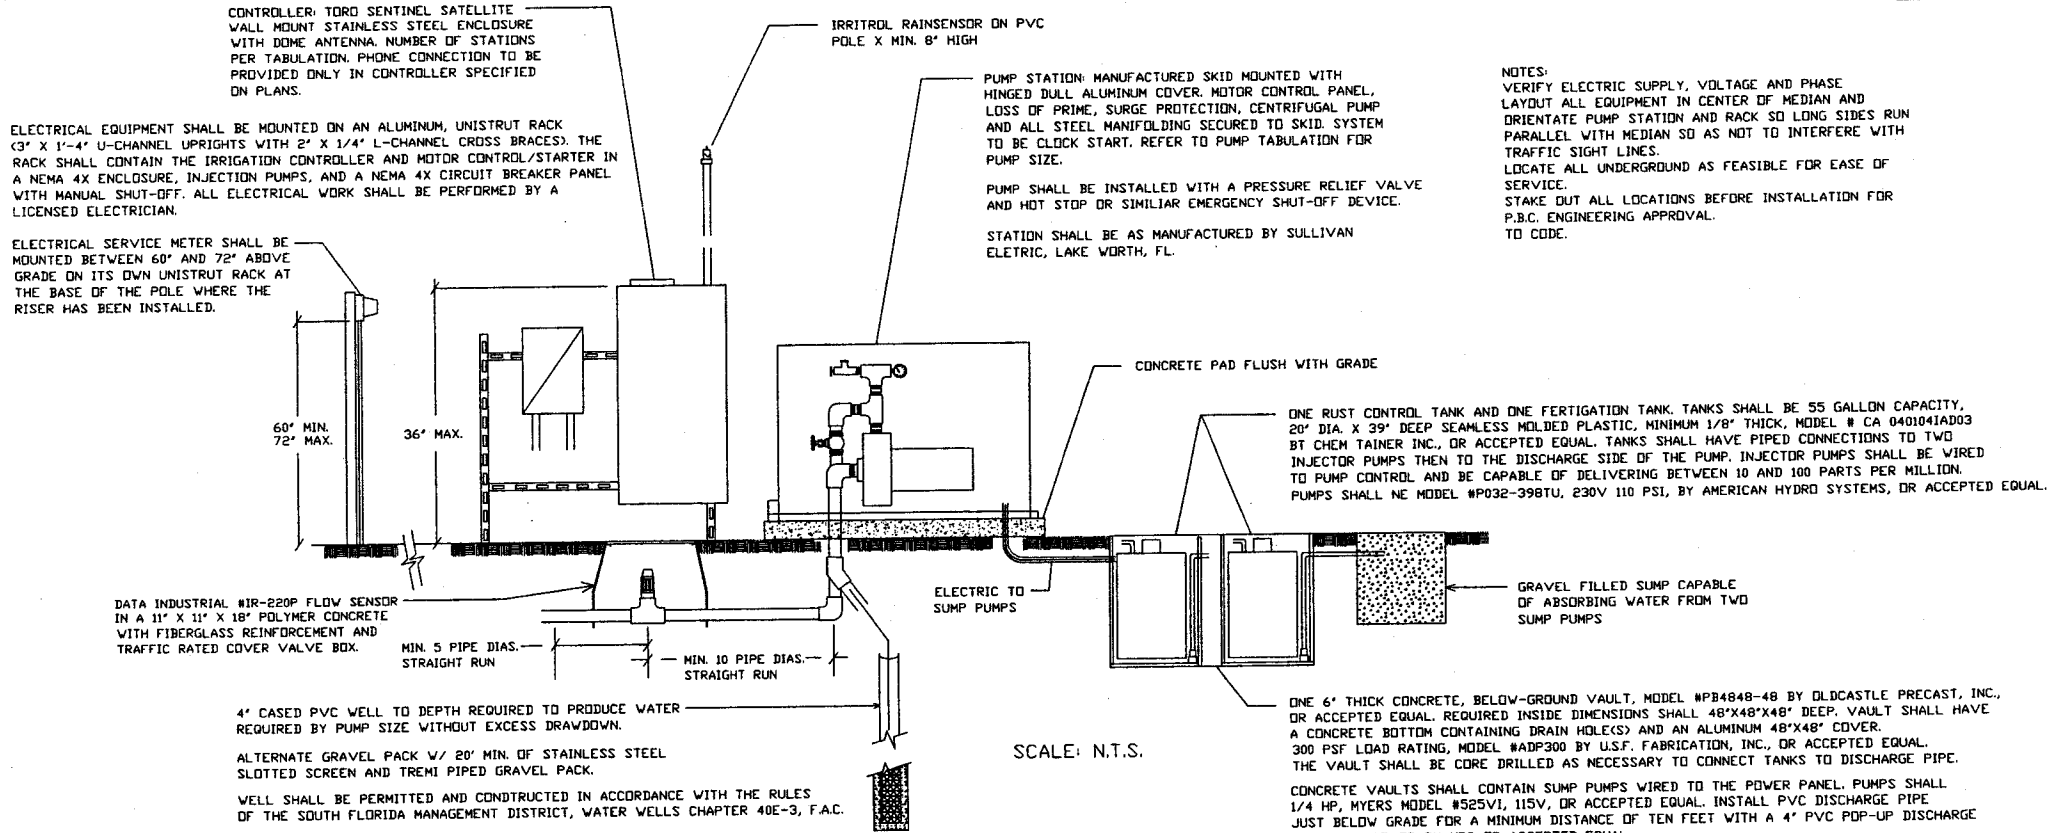 CONTROLLER: TORO SENTINEL SATELLITE
WALL MOUNT STAINLESS STEEL ENCLOSURE
WITH DOME ANTENNA. NUMBER OF STATIONS
PER TABULATION. PHONE CONNECTION TO BE
PROVIDED ONLY IN CONTROLLER SPECIFIED
ON PLANS.
IRRITROL RAINSENSOR ON PVC
POLE X MIN. 8" HIGH
PUMP STATION: MANUFACTURED SKID MOUNTED WITH
HINGED DULL ALUMINUM COVER. MOTOR CONTROL PANEL,
LOSS OF PRIME, SURGE PROTECTION, CENTRIFUGAL PUMP
AND ALL STEEL MANIFOLDING SECURED TO SKID. SYSTEM
TO BE CLOCK START. REFER TO PUMP TABULATION FOR
PUMP SIZE.
PUMP SHALL BE INSTALLED WITH A PRESSURE RELIEF VALVE
AND HOT STOP OR SIMILIAR EMERGENCY SHUT-OFF DEVICE.
STATION SHALL BE AS MANUFACTURED BY SULLIVAN
ELETRIC, LAKE WORTH, FL.
NOTES:
VERIFY ELECTRIC SUPPLY, VOLTAGE AND PHASE
LAYOUT ALL EQUIPMENT IN CENTER OF MEDIAN AND
ORIENTATE PUMP STATION AND RACK SO LONG SIDES RUN
PARALLEL WITH MEDIAN SO AS NOT TO INTERFERE WITH
TRAFFIC SIGHT LINES.
LOCATE ALL UNDERGROUND AS FEASIBLE FOR EASE OF
SERVICE.
STAKE OUT ALL LOCATIONS BEFORE INSTALLATION FOR
P.B.C. ENGINEERING APPROVAL.
TO CODE.
ELECTRICAL EQUIPMENT SHALL BE MOUNTED ON AN ALUMINUM, UNISTRUT RACK
(3" X 1'-4" U-CHANNEL UPRIGHTS WITH 2" X 1/4" L-CHANNEL CROSS BRACES). THE
RACK SHALL CONTAIN THE IRRIGATION CONTROLLER AND MOTOR CONTROL/STARTER IN
A NEMA 4X ENCLOSURE, INJECTION PUMPS, AND A NEMA 4X CIRCUIT BREAKER PANEL
WITH MANUAL SHUT-OFF. ALL ELECTRICAL WORK SHALL BE PERFORMED BY A
LICENSED ELECTRICIAN.
ELECTRICAL SERVICE METER SHALL BE
MOUNTED BETWEEN 60" AND 72" ABOVE
GRADE ON ITS OWN UNISTRUT RACK AT
THE BASE OF THE POLE WHERE THE
RISER HAS BEEN INSTALLED.
60" MIN.
72" MAX.
36" MAX.
CONCRETE PAD FLUSH WITH GRADE
ONE RUST CONTROL TANK AND ONE FERTIGATION TANK. TANKS SHALL BE 55 GALLON CAPACITY,
20" DIA. X 39" DEEP SEAMLESS MOLDED PLASTIC, MINIMUM 1/8" THICK, MODEL # CA 040104IAD03
BT CHEM TAINER INC., OR ACCEPTED EQUAL. TANKS SHALL HAVE PIPED CONNECTIONS TO TWO
INJECTOR PUMPS THEN TO THE DISCHARGE SIDE OF THE PUMP. INJECTOR PUMPS SHALL BE WIRED
TO PUMP CONTROL AND BE CAPABLE OF DELIVERING BETWEEN 10 AND 100 PARTS PER MILLION.
PUMPS SHALL NE MODEL #P032-398TU, 230V 110 PSI, BY AMERICAN HYDRO SYSTEMS, OR ACCEPTED EQUAL.
DATA INDUSTRIAL #IR-220P FLOW SENSOR
IN A 11" X 11" X 18" POLYMER CONCRETE
WITH FIBERGLASS REINFORCEMENT AND
TRAFFIC RATED COVER VALVE BOX.
MIN. 5 PIPE DIAS.
STRAIGHT RUN
MIN. 10 PIPE DIAS.
STRAIGHT RUN
ELECTRIC TO
SUMP PUMPS
GRAVEL FILLED SUMP CAPABLE
OF ABSORBING WATER FROM TWO
SUMP PUMPS
4" CASED PVC WELL TO DEPTH REQUIRED TO PRODUCE WATER
REQUIRED BY PUMP SIZE WITHOUT EXCESS DRAWDOWN.
ALTERNATE GRAVEL PACK W/ 20' MIN. OF STAINLESS STEEL
SLOTTED SCREEN AND TREMI PIPED GRAVEL PACK.
WELL SHALL BE PERMITTED AND CONDTRUCTED IN ACCORDANCE WITH THE RULES
OF THE SOUTH FLORIDA MANAGEMENT DISTRICT, WATER WELLS CHAPTER 40E-3, F.A.C.
SCALE: N.T.S.
ONE 6" THICK CONCRETE, BELOW-GROUND VAULT, MODEL #PB4848-48 BY OLDCASTLE PRECAST, INC.,
OR ACCEPTED EQUAL. REQUIRED INSIDE DIMENSIONS SHALL 48"X48"X48" DEEP. VAULT SHALL HAVE
A CONCRETE BOTTOM CONTAINING DRAIN HOLE(S) AND AN ALUMINUM 48"X48" COVER.
300 PSF LOAD RATING, MODEL #ADP300 BY U.S.F. FABRICATION, INC., OR ACCEPTED EQUAL.
THE VAULT SHALL BE CORE DRILLED AS NECESSARY TO CONNECT TANKS TO DISCHARGE PIPE.
CONCRETE VAULTS SHALL CONTAIN SUMP PUMPS WIRED TO THE POWER PANEL. PUMPS SHALL
1/4 HP, MYERS MODEL #525VI, 115V, OR ACCEPTED EQUAL. INSTALL PVC DISCHARGE PIPE
JUST BELOW GRADE FOR A MINIMUM DISTANCE OF TEN FEET WITH A 4" PVC POP-UP DISCHARGE